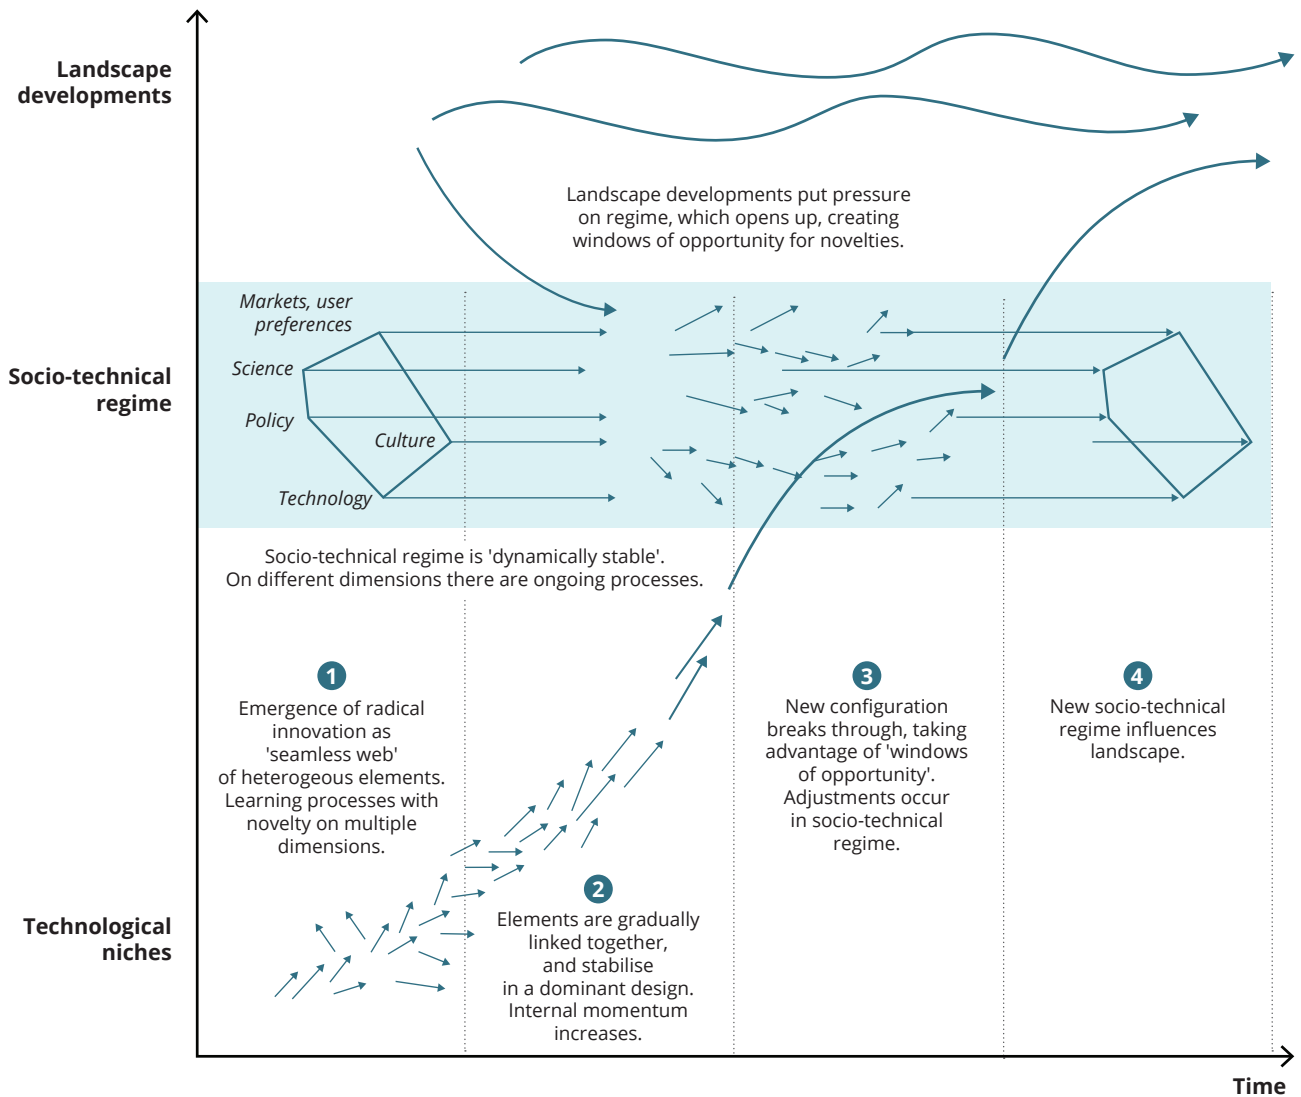 Landscape
developments
Landscape developments put pressure
on regime, which opens up, creating
windows of opportunity for novelties.
Markets, user
preferences
Science
Socio-technical
regime
Policy
Culture
Technology
Socio-technical regime is 'dynamically stable'.
On different dimensions there are ongoing processes.
1
Emergence of radical
innovation as
'seamless web'
of heterogeous elements.
Learning processes with
novelty on multiple
dimensions.
2
Elements are gradually
linked together,
and stabilise
in a dominant design.
Internal momentum
increases.
3
New configuration
breaks through, taking
advantage of 'windows
of opportunity'.
Adjustments occur
in socio-technical
regime.
4
New socio-technical
regime influences
landscape.
Technological
niches
Time